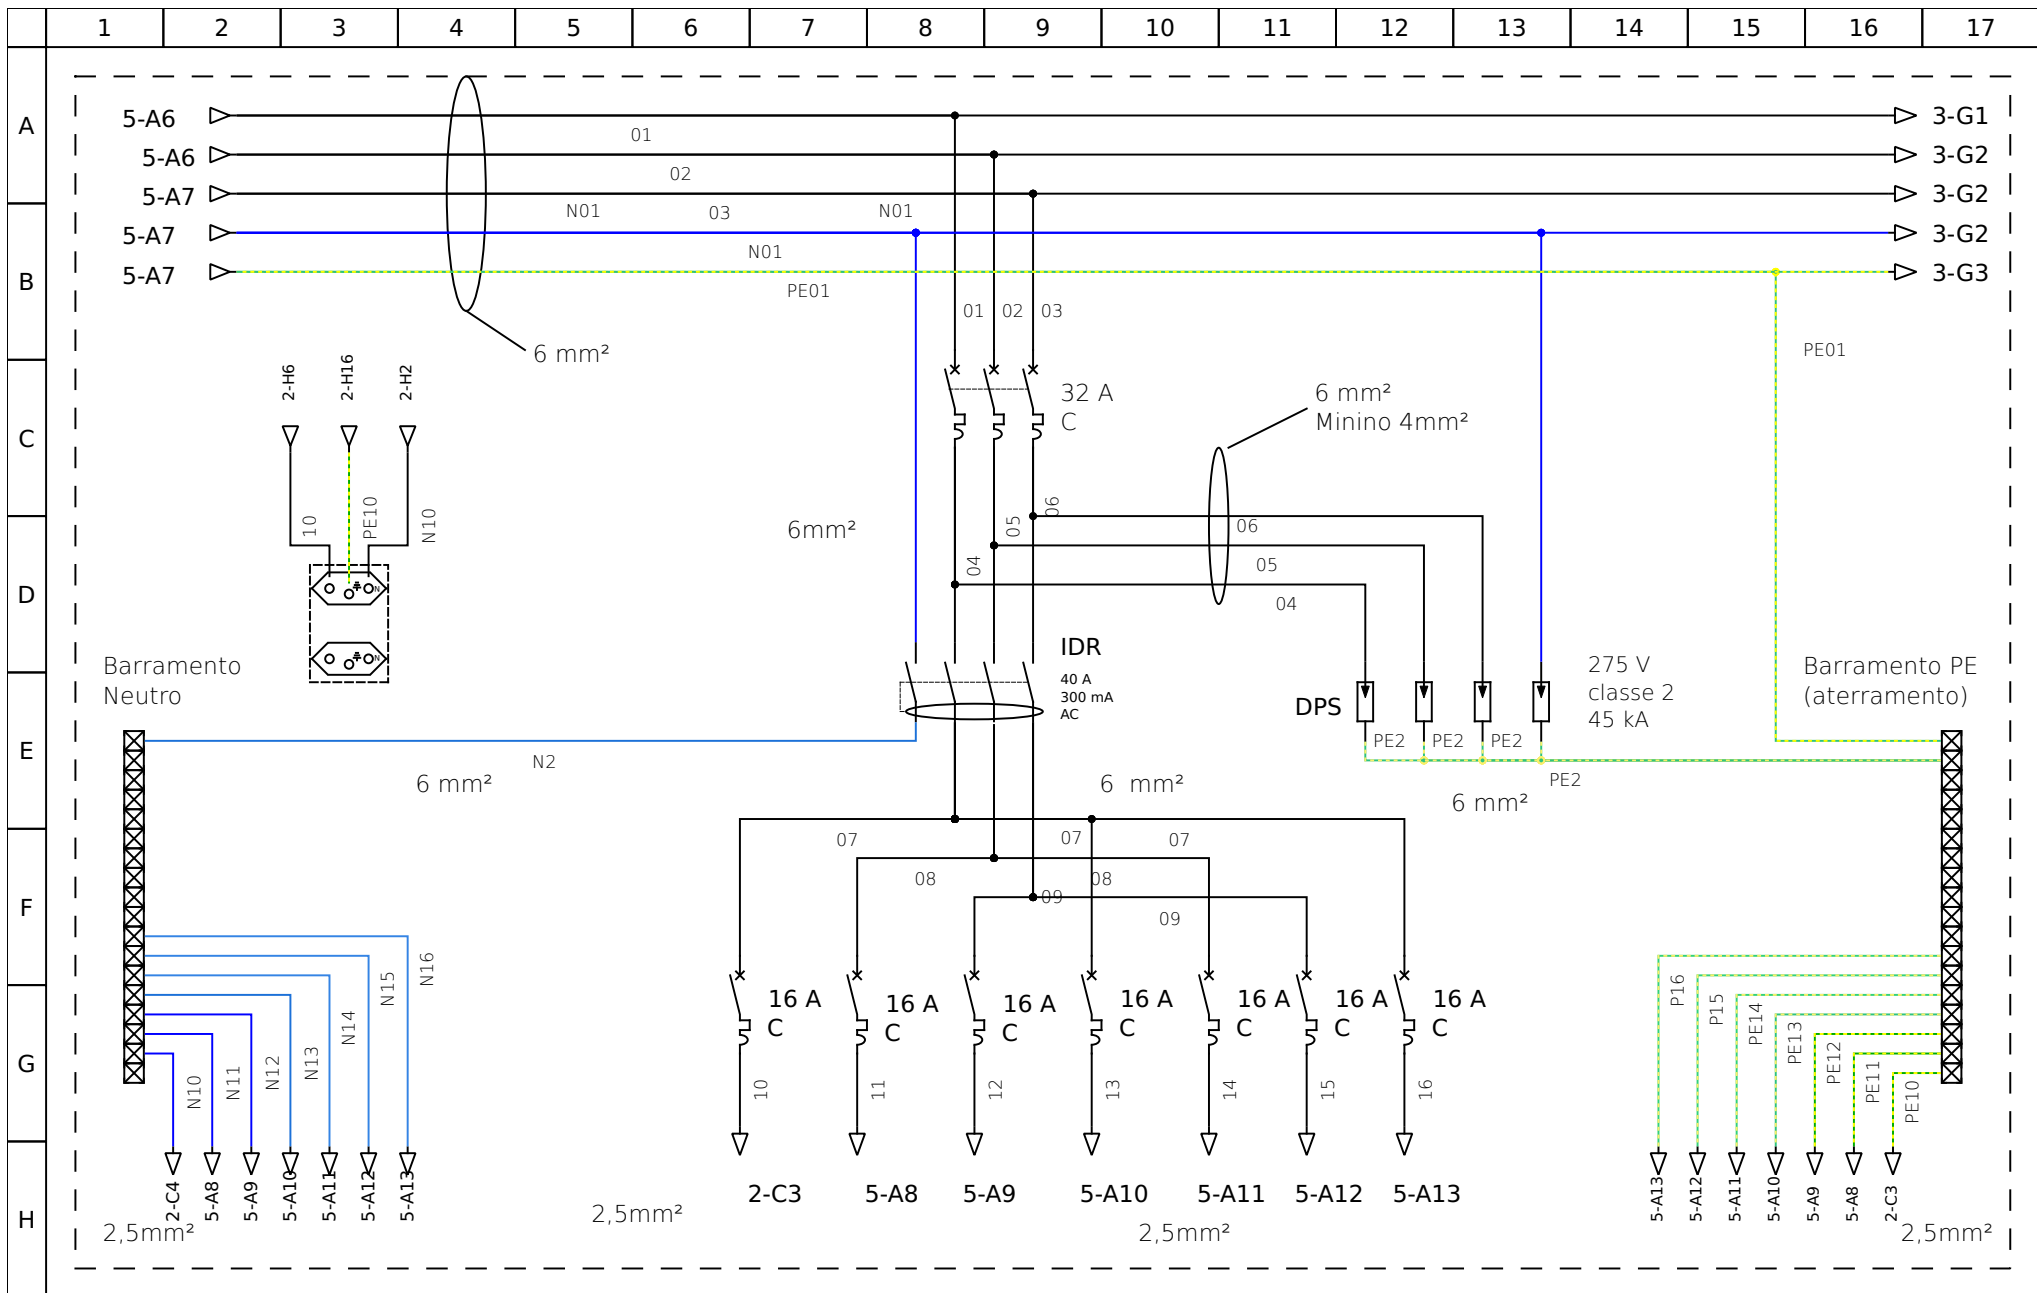 1 2 3 4 5 6 7 8 9 10 11 12 13 14 15 16 17
A
B
C
D
E
F
G
H
5-A6
5-A6
5-A7
5-A7
5-A7
01
02
N01 03 N01
N01
PE01
3-G1
3-G2
3-G2
3-G2
3-G3
6 mm²
01 02 03
PE01
2-H6
2-H16
2-H2
10
PE10
N10
N
N
32 A
C
6 mm²
Minino 4mm²
6mm²
04
05
06
06
05
04
IDR
40 A
300 mA
AC
DPS
275 V
classe 2
45 kA
PE2 PE2 PE2
PE2
6 mm²
Barramento
Neutro
Barramento PE
(aterramento)
N2
6 mm²
6 mm²
07 07 07
08 08
09
09
16 A
C
16 A
C
16 A
C
16 A
C
16 A
C
16 A
C
16 A
C
10
11
12
13
14
15
16
2-C3 5-A8 5-A9 5-A10 5-A11 5-A12 5-A13
N10
N11
N12
N13
N14
N15
N16
2-C4
5-A8
5-A9
5-A10
5-A11
5-A12
5-A13
2,5mm²
2,5mm²
2,5mm²
P16
P15
PE14
PE13
PE12
PE11
PE10
5-A13
5-A12
5-A11
5-A10
5-A9
5-A8
2-C3
2,5mm²